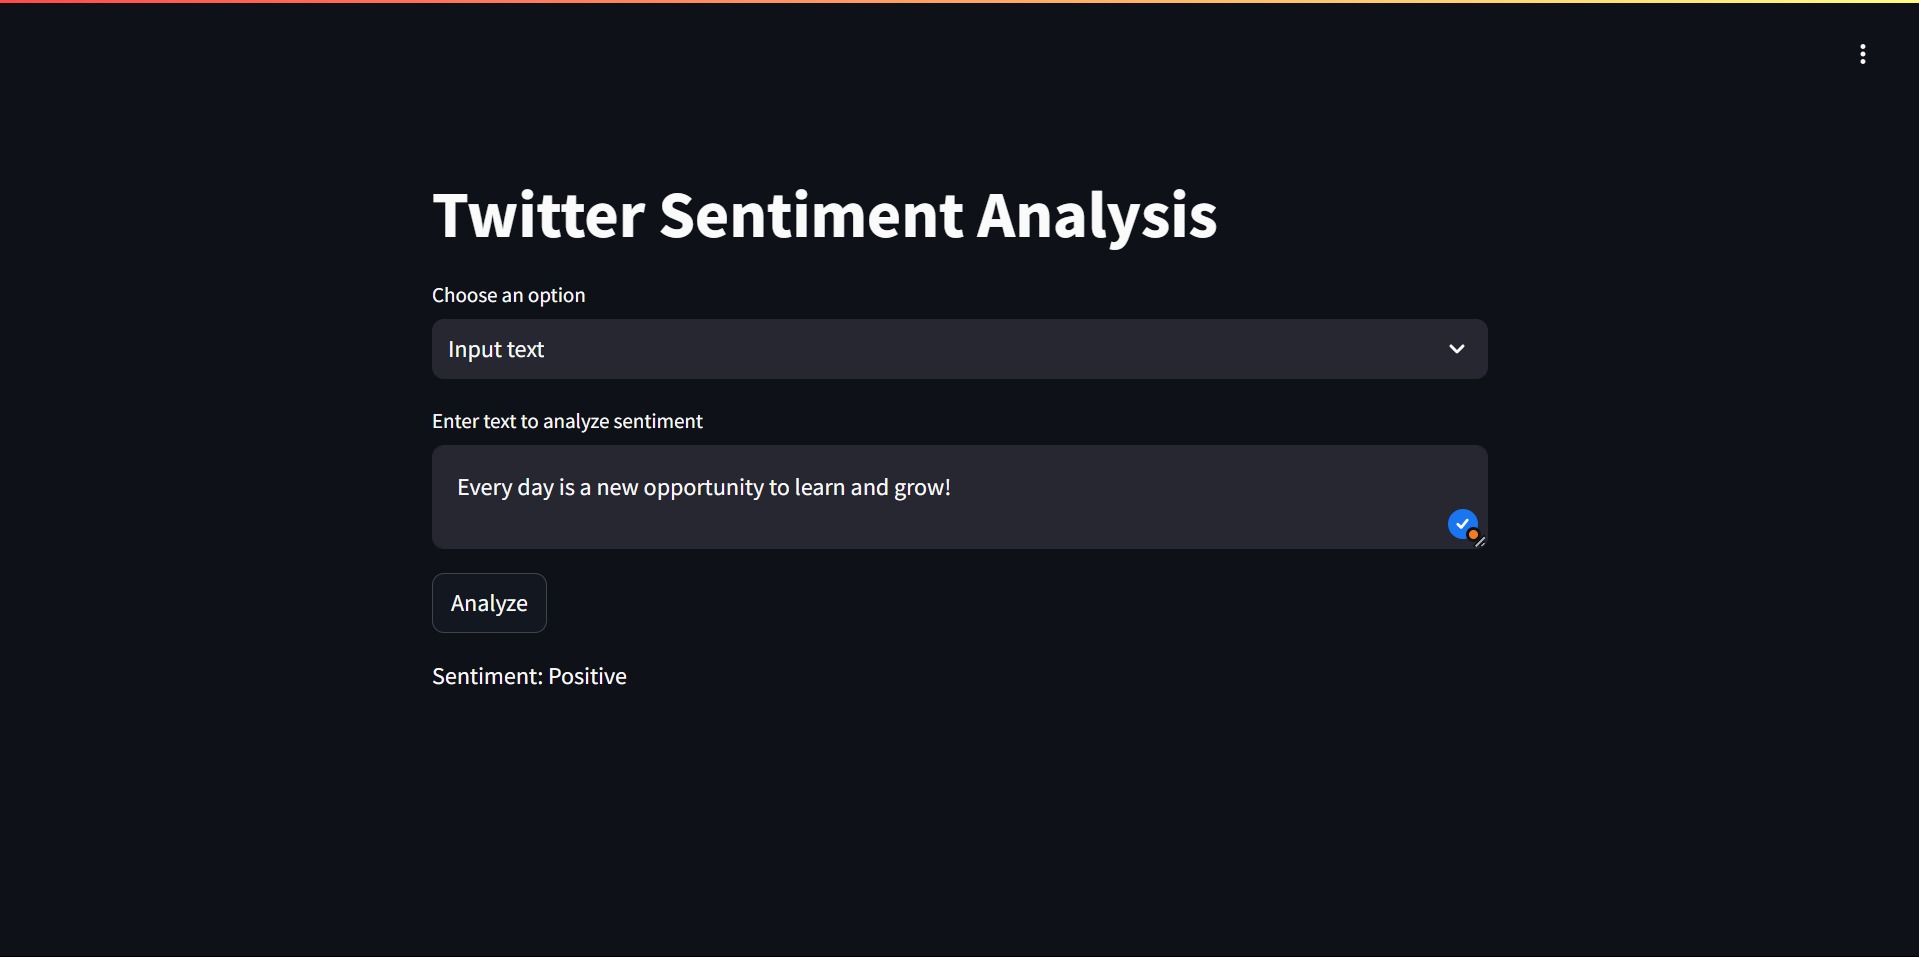 Twitter Sentiment Analysis
Choose an option
Input text
Enter text to analyze sentiment
Every day is a new opportunity to learn and grow!
Analyze
Sentiment: Positive